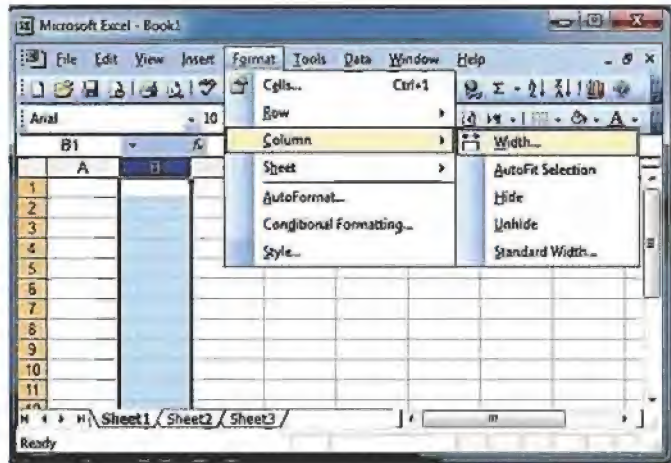 Microsoft Excel - Book1
File Edit View Insert Format Tools Data Window Help
Arial 10
Cells... Ctrl+1
Row
Column
Sheet
AutoFormat...
Conditional Formatting...
Style...
Width...
AutoFit Selection
Hide
Unhide
Standard Width...
B1 fx
A B
1
2
3
4
5
6
7
8
9
10
11
Sheet1 Sheet2 Sheet3
Ready